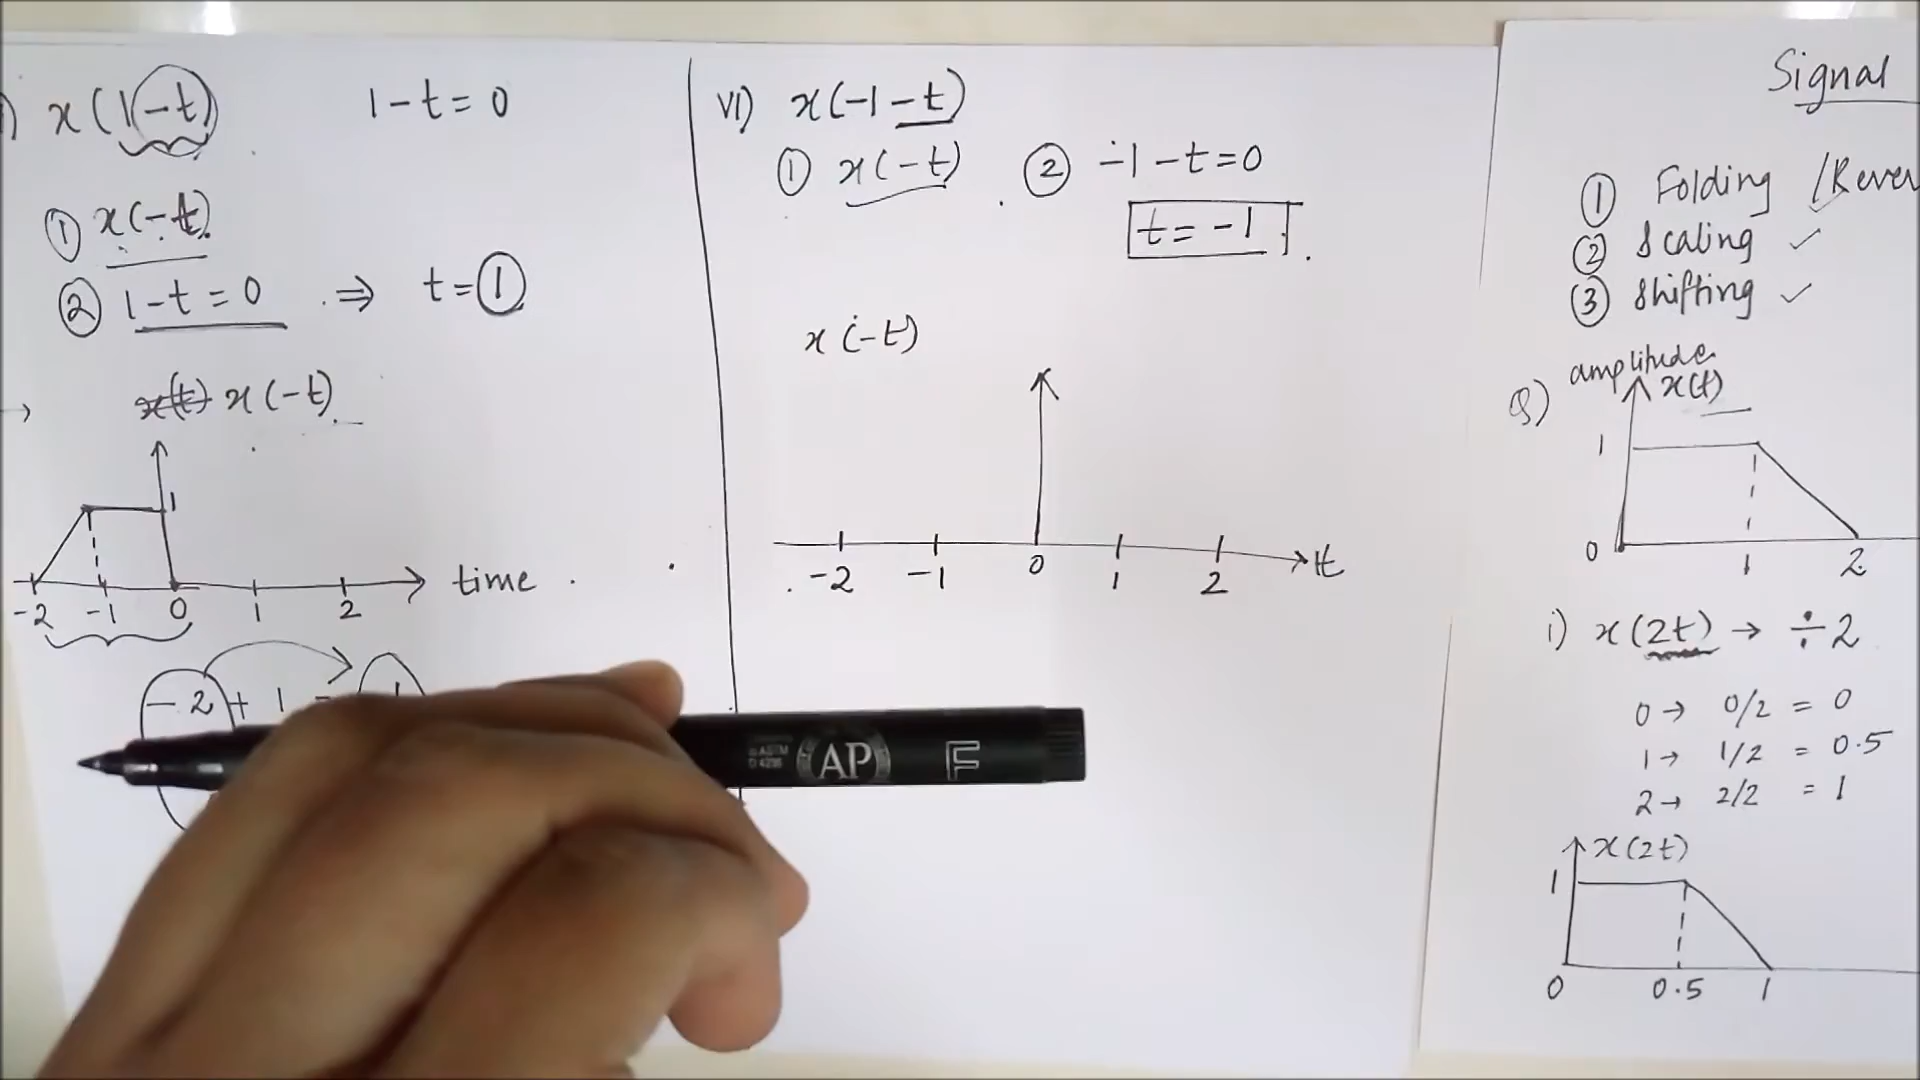 ) x(1-t) 1-t=0
① x(-t)
② 1-t=0 ⇒ t=1
x(t) x(-t)
1
-2 -1 0 1 2 time
-2 + 1
VI) x(-1-t)
① x(-t) ② -1-t=0
t=-1
x(-t)
-2 -1 0 1 2 t
Signal
① Folding /Rever
② Scaling ✓
③ Shifting ✓
Q) amplitude
x(t)
1
0 1 2
i) x(2t) → ÷2
0→ 0/2 = 0
1→ 1/2 = 0.5
2→ 2/2 = 1
x(2t)
1
0 0.5 1
ASTM
D 4236
AP F